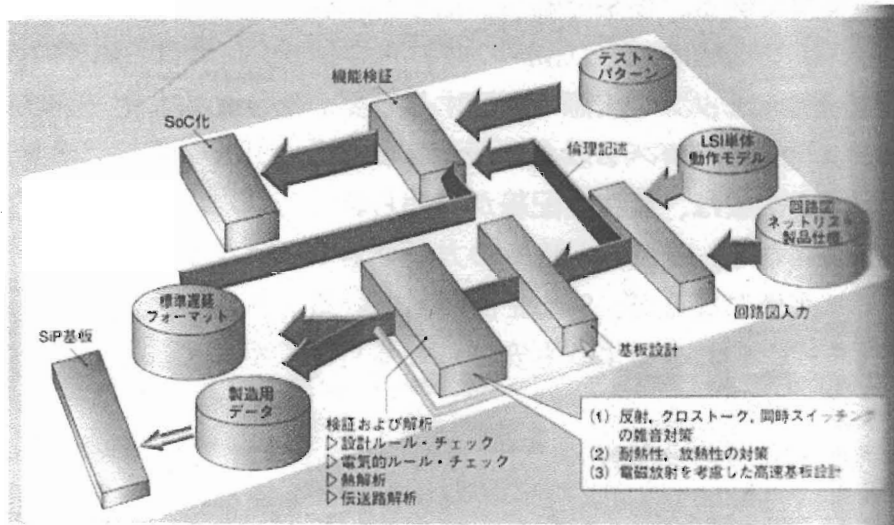 テスト・
パターン
機能検証
SoC化
倫理記述
LSI単体
動作モデル
回路図
ネットリスト
製品仕様
回路図入力
標準遅延
フォーマット
SiP基板
基板設計
製造用
データ
検証および解析
▷設計ルール・チェック
▷電気的ルール・チェック
▷熱解析
▷伝送路解析
(1) 反射，クロストーク，同時スイッチング
の雑音対策
(2) 耐熱性，放熱性の対策
(3) 電磁放射を考慮した高速基板設計